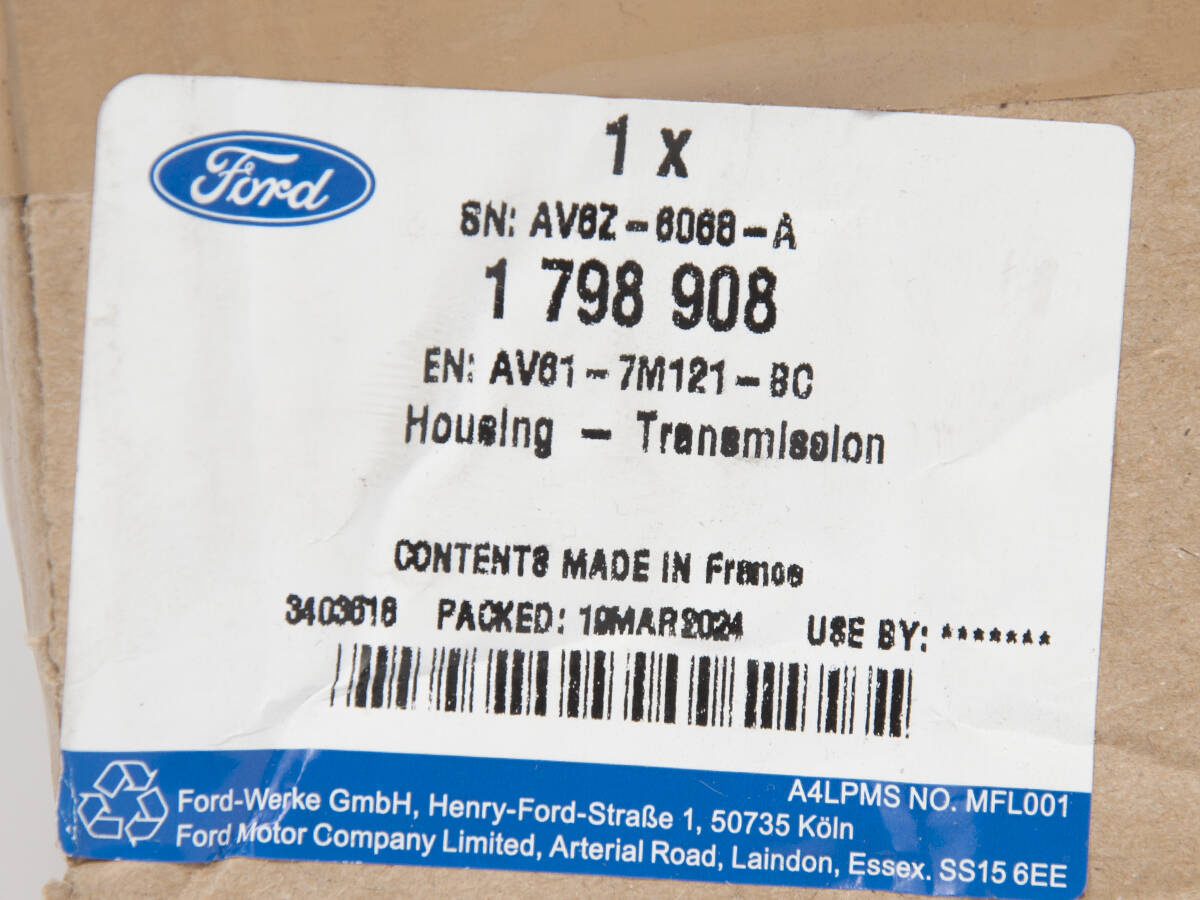 Ford
1 x
SN: AV6Z-6068-A
1 798 908
EN: AV61-7M121-BC
Housing - Transmission
CONTENTS MADE IN France
3403618 PACKED: 19MAR2024 USE BY: *******
A4LPMS NO. MFL001
Ford-Werke GmbH, Henry-Ford-Straße 1, 50735 Köln
Ford Motor Company Limited, Arterial Road, Laindon, Essex. SS15 6EE